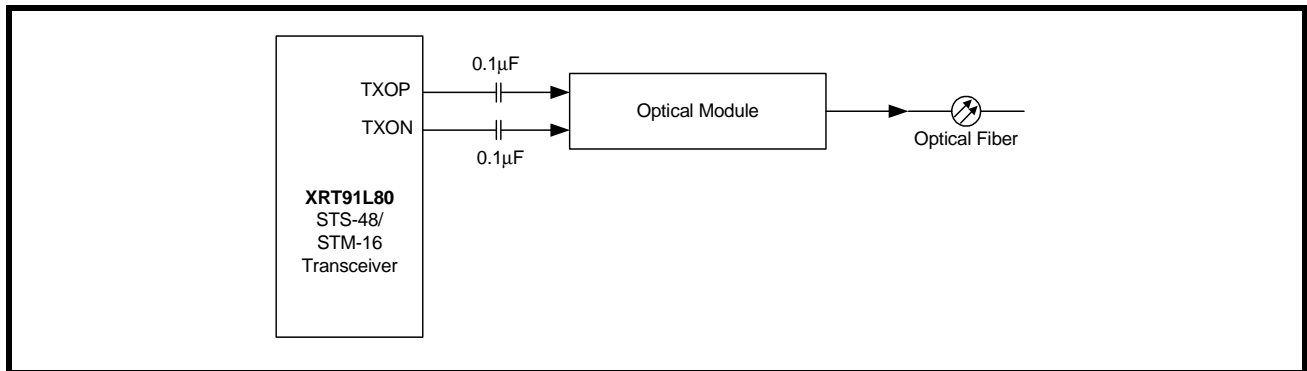 0.1μF
TXOP
TXON
0.1μF
Optical Module
Optical Fiber
XRT91L80
STS-48/
STM-16
Transceiver